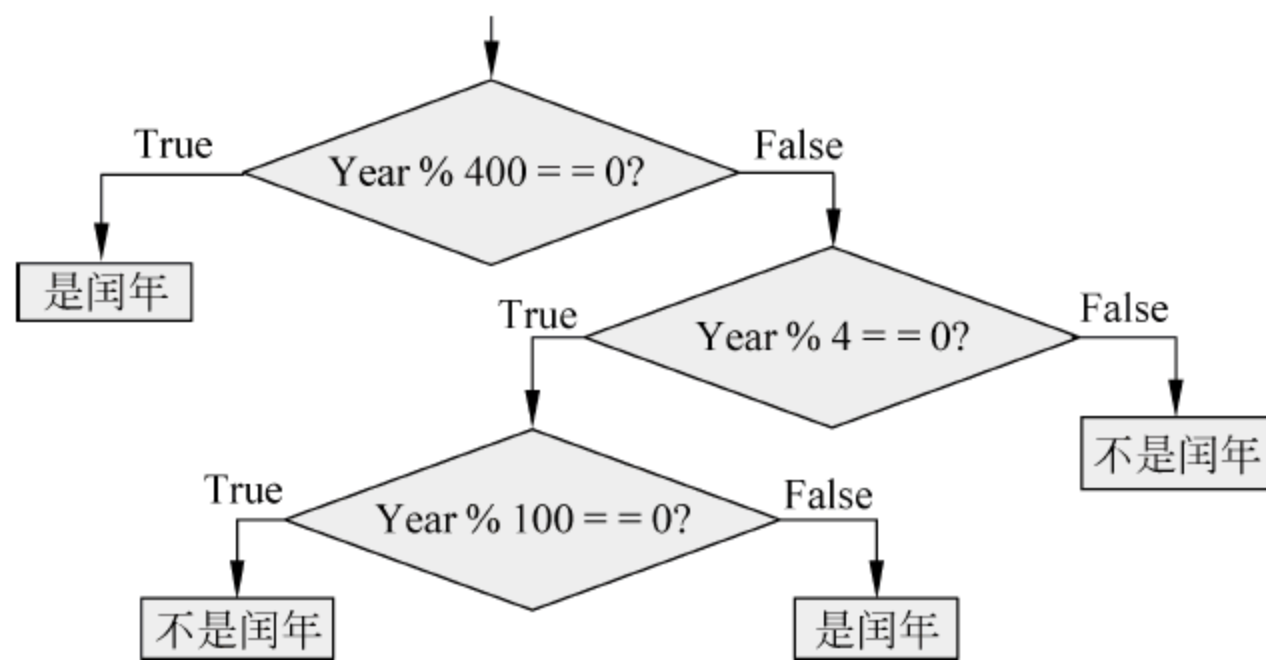 True
False
Year % 400 = = 0?
是闰年
True
False
Year % 4 = = 0?
不是闰年
True
False
Year % 100 = = 0?
不是闰年
是闰年